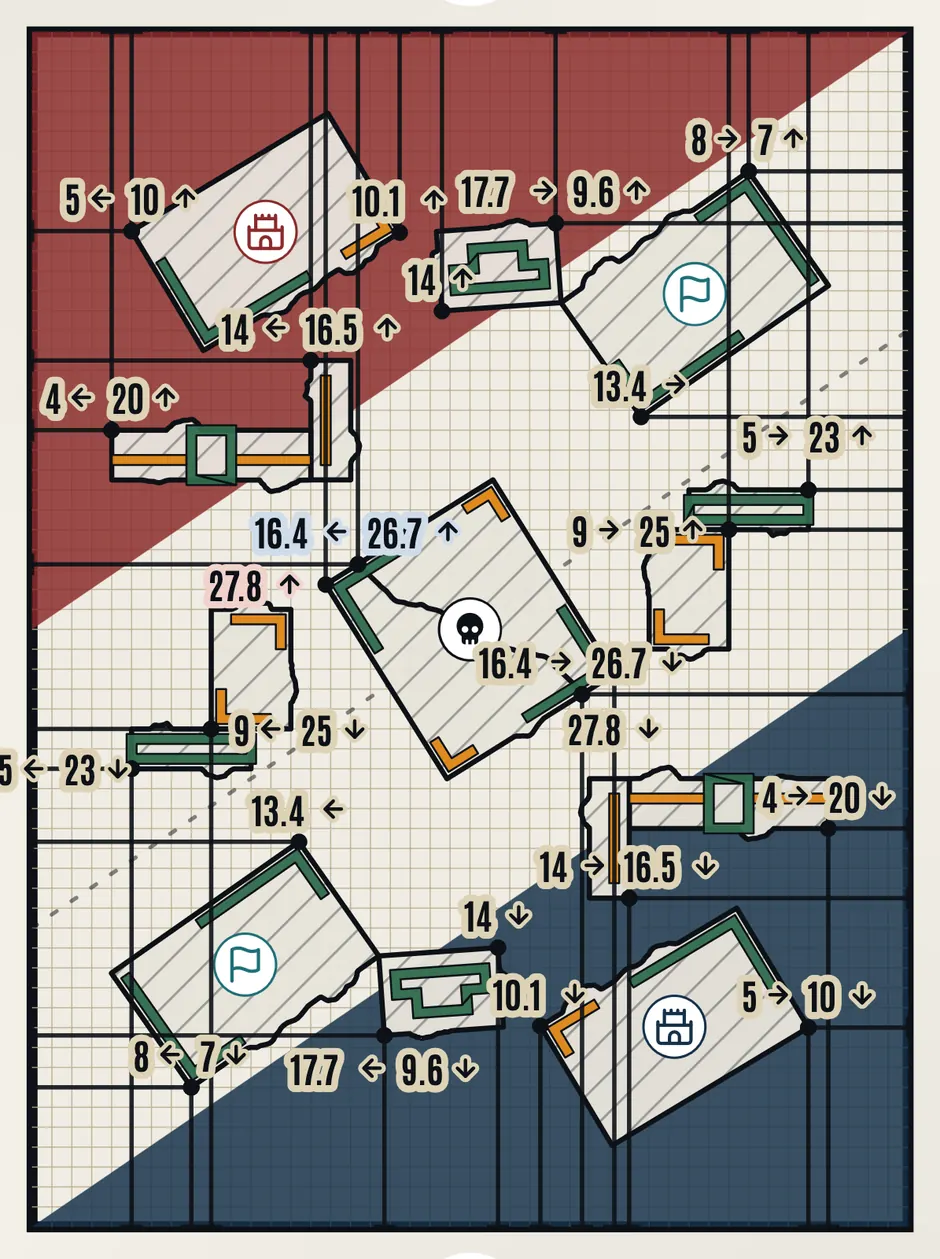 8 → 7 ↑
5 ← 10 ↑
10.1 ↑
17.7 → 9.6 ↑
14 ↑
14 ← 16.5 ↑
4 ← 20 ↑
13.4 →
5 → 23 ↑
16.4 ← 26.7 ↑
9 → 25 ↑
27.8 ↑
16.4 → 26.7 ↓
9 ← 25 ↓
27.8 ↓
5 ← 23 ↓
4 → 20 ↓
13.4 ←
14 → 16.5 ↓
14 ↓
10.1 ↓
5 → 10 ↓
8 ← 7 ↓
17.7 ← 9.6 ↓